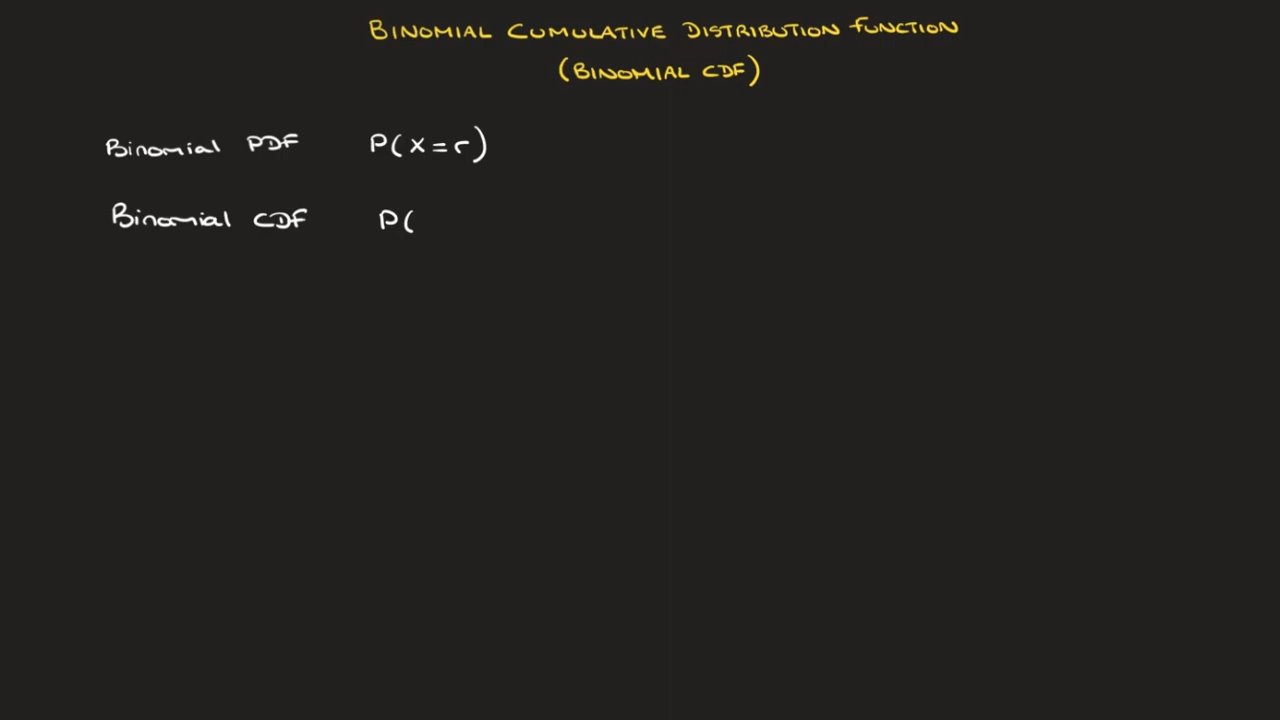 BINOMIAL CUMULATIVE DISTRIBUTION FUNCTION
(BINOMIAL CDF)
Binomial PDF P(X=r)
Binomial CDF P(